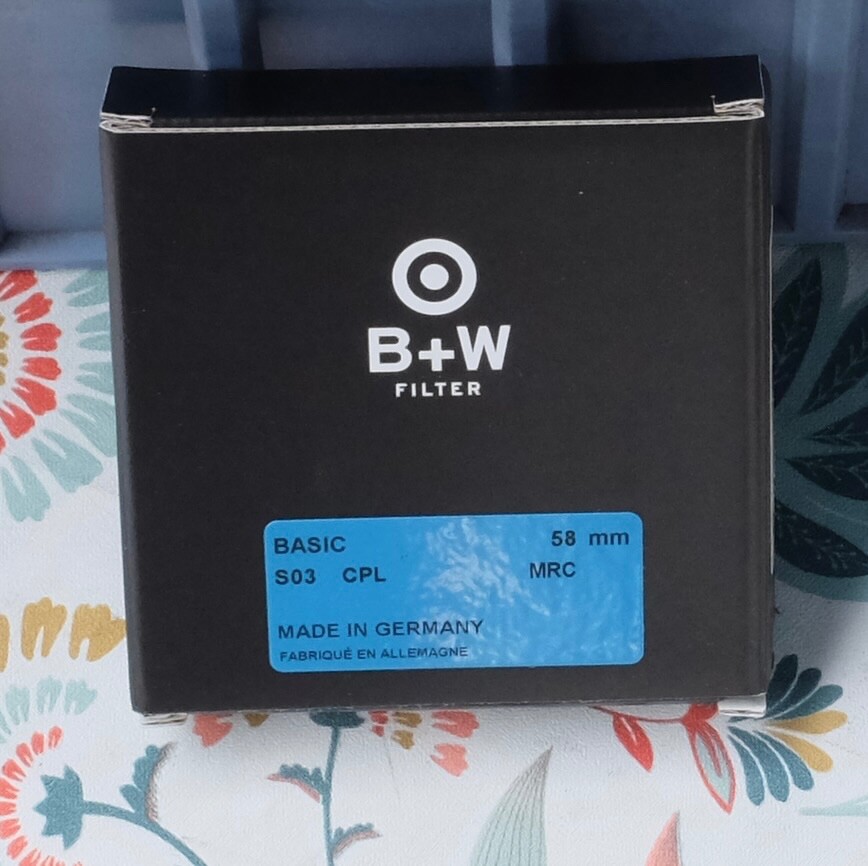 B+W
FILTER
BASIC 58 mm
S03 CPL MRC
MADE IN GERMANY
FABRIQUÉ EN ALLEMAGNE